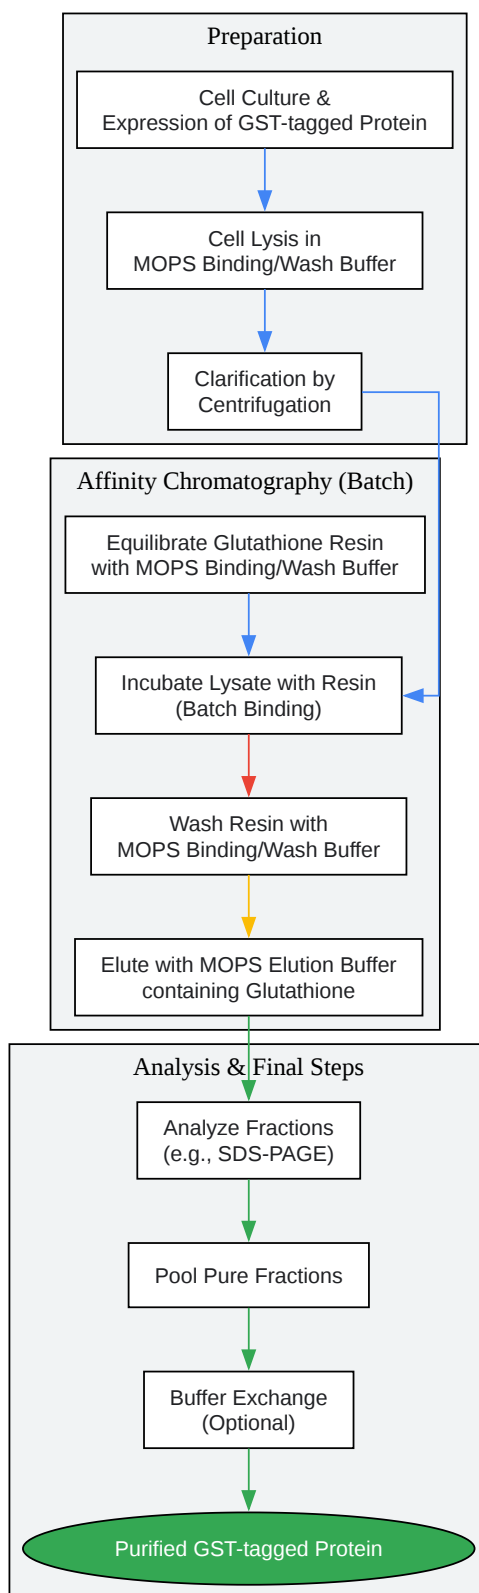 Preparation
Cell Culture &
Expression of GST-tagged Protein
Cell Lysis in
MOPS Binding/Wash Buffer
Clarification by
Centrifugation
Affinity Chromatography (Batch)
Equilibrate Glutathione Resin
with MOPS Binding/Wash Buffer
Incubate Lysate with Resin
(Batch Binding)
Wash Resin with
MOPS Binding/Wash Buffer
Elute with MOPS Elution Buffer
containing Glutathione
Analysis & Final Steps
Analyze Fractions
(e.g., SDS-PAGE)
Pool Pure Fractions
Buffer Exchange
(Optional)
Purified GST-tagged Protein